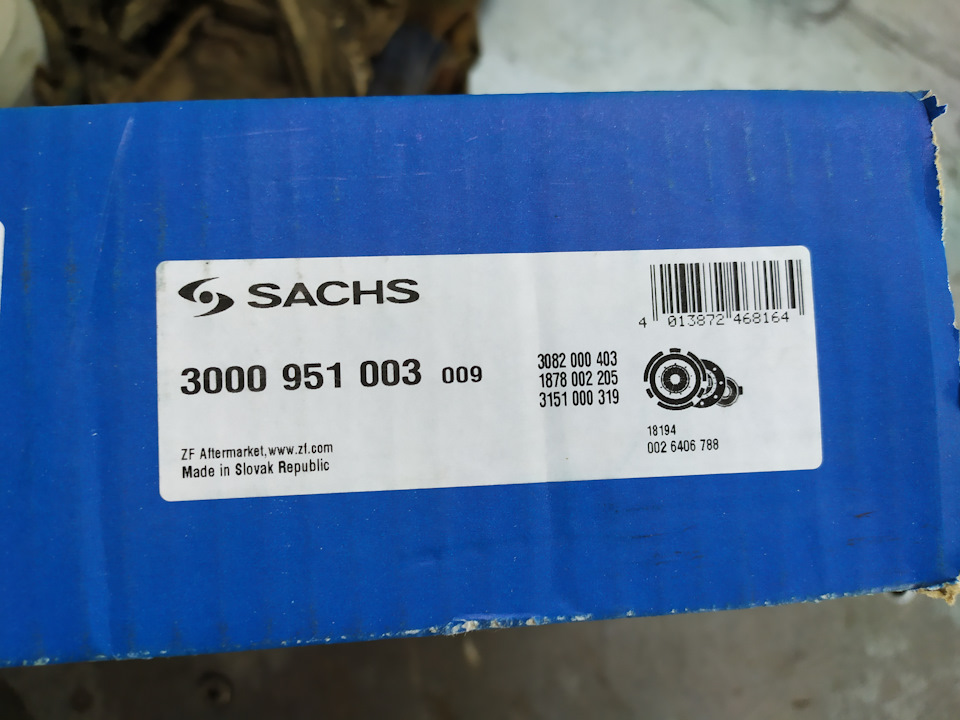 SACHS
4 013872 468164
3000 951 003 009
3082 000 403
1878 002 205
3151 000 319
18194
002 6406 788
ZF Aftermarket,www.zf.com
Made in Slovak Republic